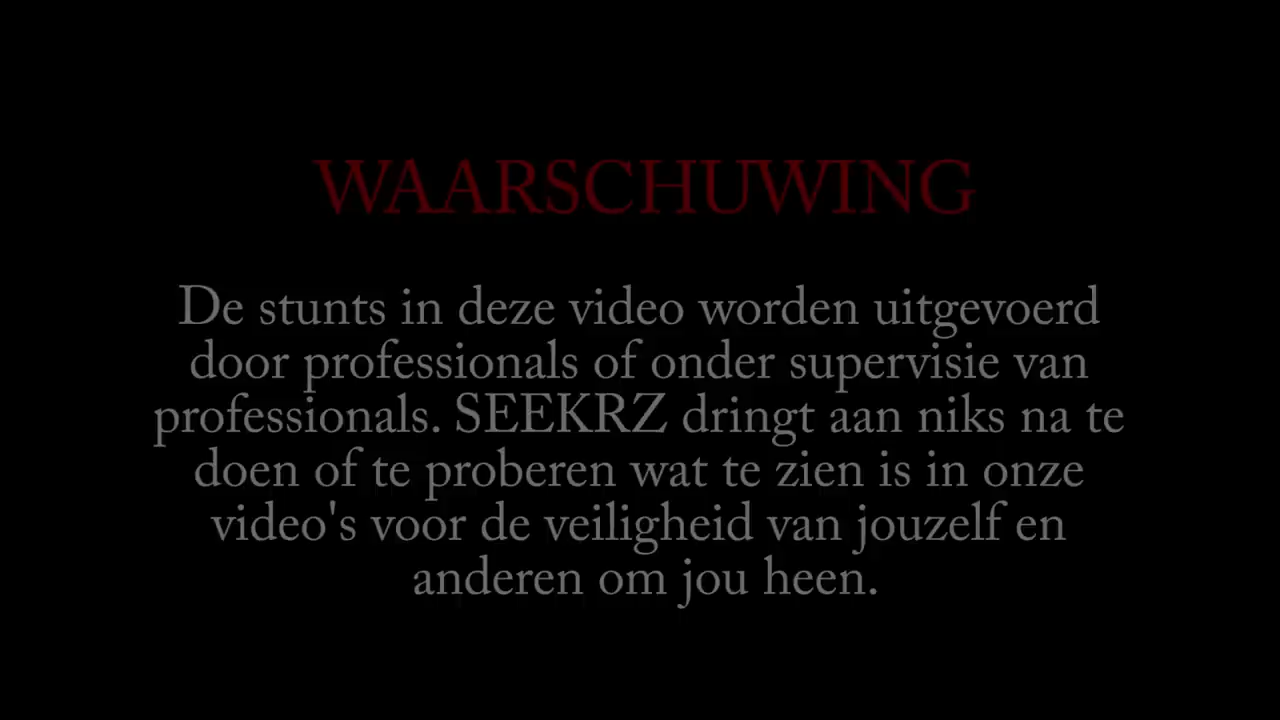 WAARSCHUWING
De stunts in deze video worden uitgevoerd
door professionals of onder supervisie van
professionals. SEEKRZ dringt aan niks na te
doen of te proberen wat te zien is in onze
video's voor de veiligheid van jouzelf en
anderen om jou heen.